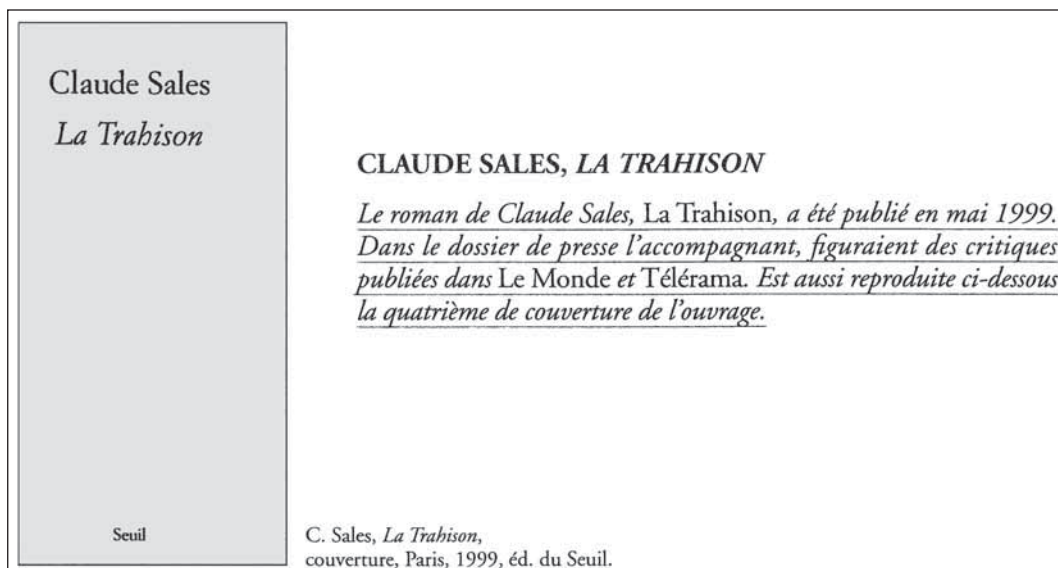 Claude Sales
La Trahison
Seuil
CLAUDE SALES, LA TRAHISON
Le roman de Claude Sales, La Trahison, a été publié en mai 1999.
Dans le dossier de presse l'accompagnant, figuraient des critiques
publiées dans Le Monde et Télérama. Est aussi reproduite ci-dessous
la quatrième de couverture de l'ouvrage.
C. Sales, La Trahison,
couverture, Paris, 1999, éd. du Seuil.